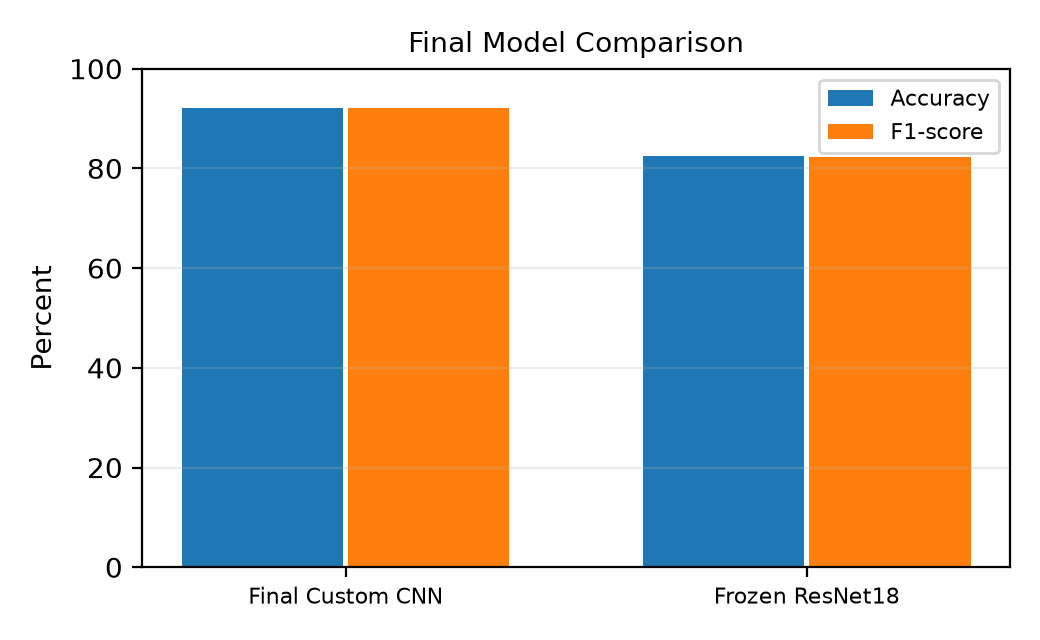 Final Model Comparison
Percent
100
80
60
40
20
0
Accuracy
F1-score
Final Custom CNN
Frozen ResNet18